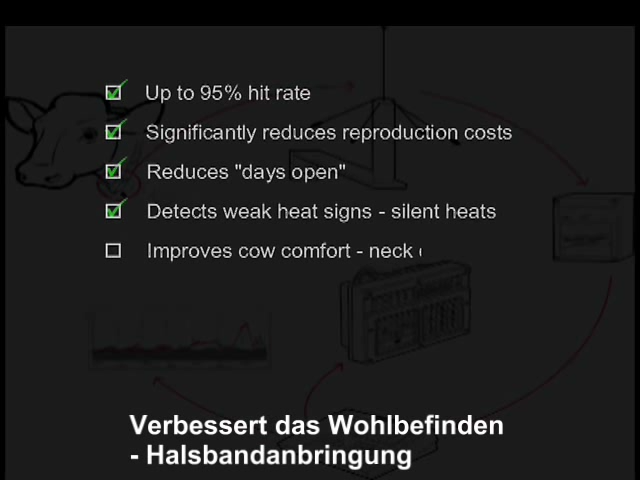 Up to 95% hit rate
Significantly reduces reproduction costs
Reduces "days open"
Detects weak heat signs - silent heats
Improves cow comfort - neck
Verbessert das Wohlbefinden
- Halsbandanbringung